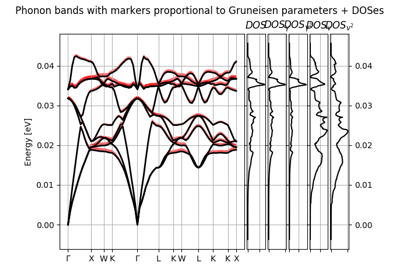 Phonon bands with markers proportional to Gruneisen parameters + DOSes
DOS DOS DOS DOS DOS
0.04 0.04
0.03 0.03
0.02 0.02
0.01 0.01
0.00 0.00
Energy [eV]
Γ X W K Γ L K W L K K X